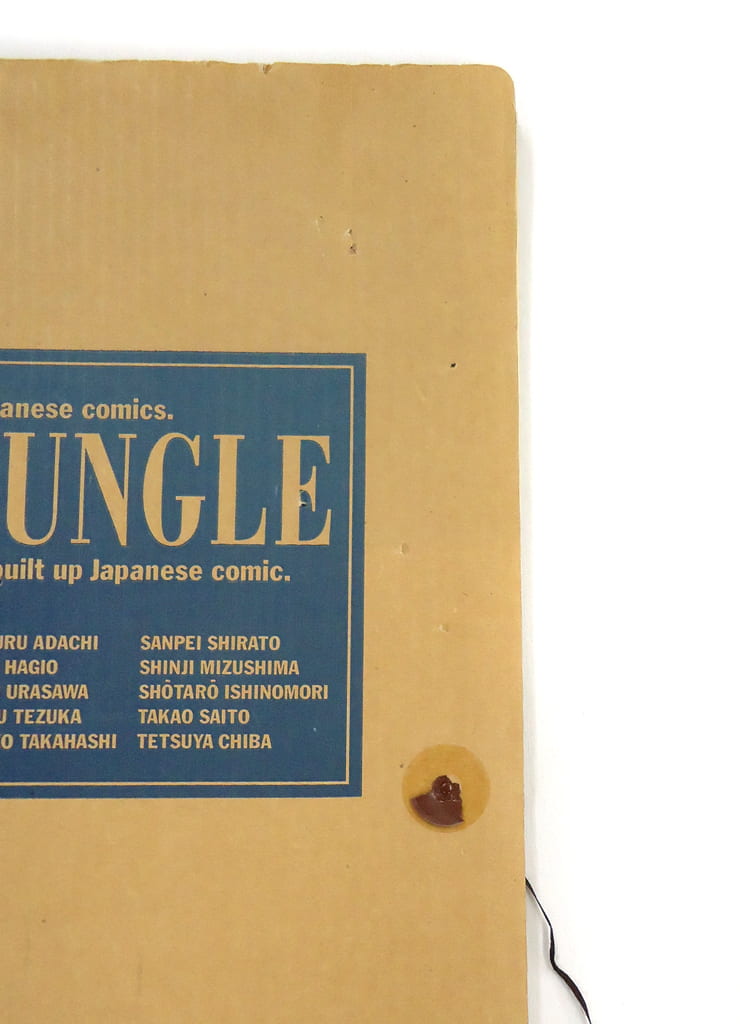 anese comics.
UNGLE
uilt up Japanese comic.
URU ADACHI SANPEI SHIRATO
HAGIO SHINJI MIZUSHIMA
URASAWA SHŌTARŌ ISHINOMORI
U TEZUKA TAKAO SAITO
O TAKAHASHI TETSUYA CHIBA